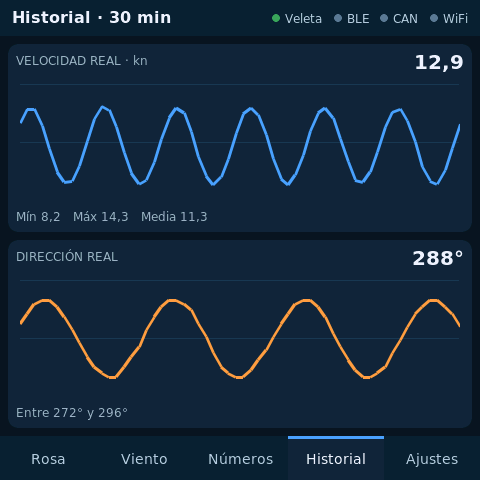 Historial · 30 min
Veleta BLE CAN WiFi
VELOCIDAD REAL · kn
12,9
Mín 8,2 Máx 14,3 Media 11,3
DIRECCIÓN REAL
288°
Entre 272° y 296°
Rosa Viento Números Historial Ajustes